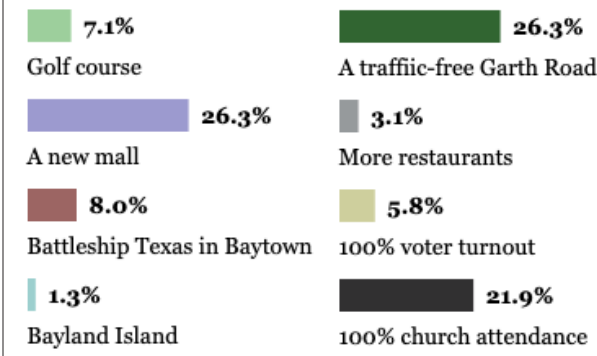 7.1%
Golf course
26.3%
A new mall
8.0%
Battleship Texas in Baytown
1.3%
Bayland Island
26.3%
A traffiic-free Garth Road
3.1%
More restaurants
5.8%
100% voter turnout
21.9%
100% church attendance